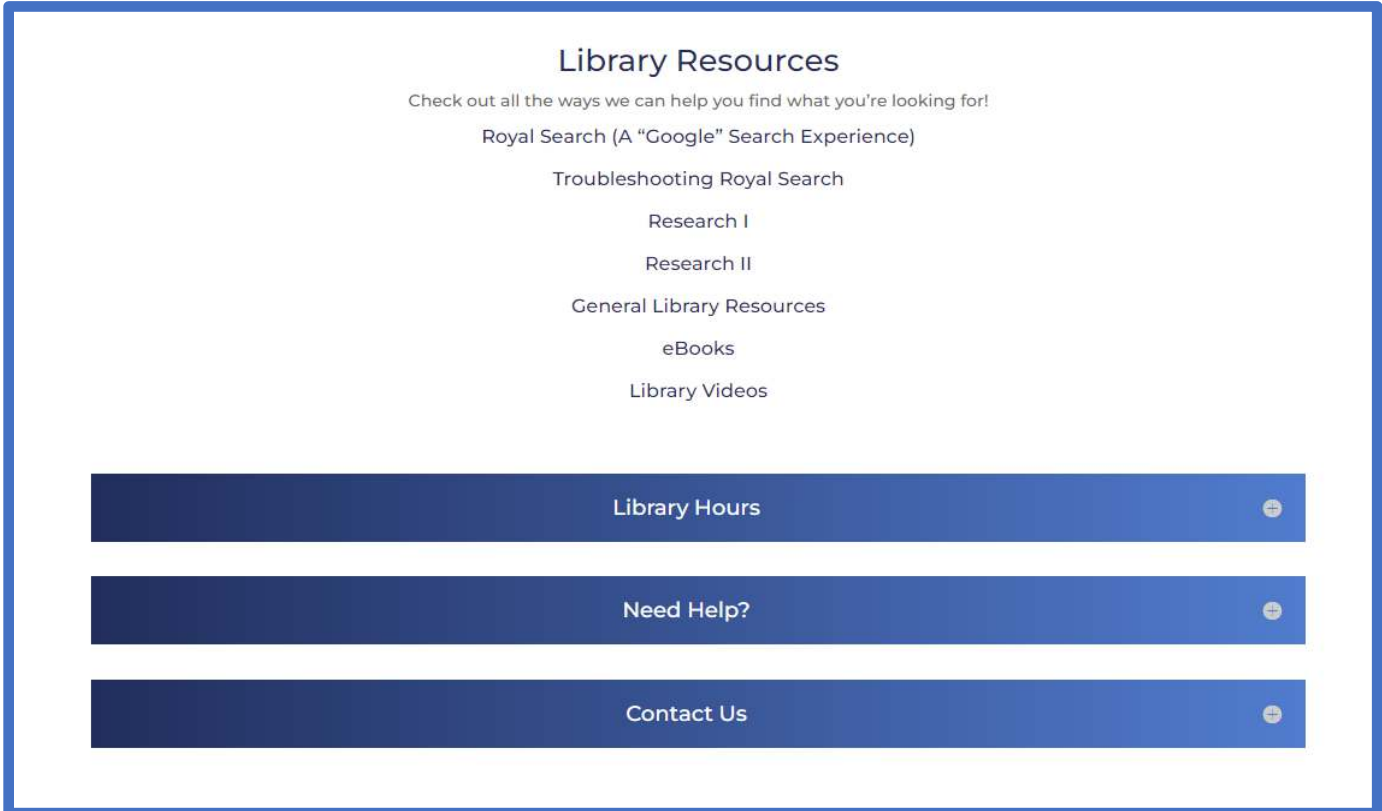 Library Resources
Check out all the ways we can help you find what you’re looking for!
Royal Search (A “Google” Search Experience)
Troubleshooting Royal Search
Research I
Research II
General Library Resources
eBooks
Library Videos
Library Hours
Need Help?
Contact Us